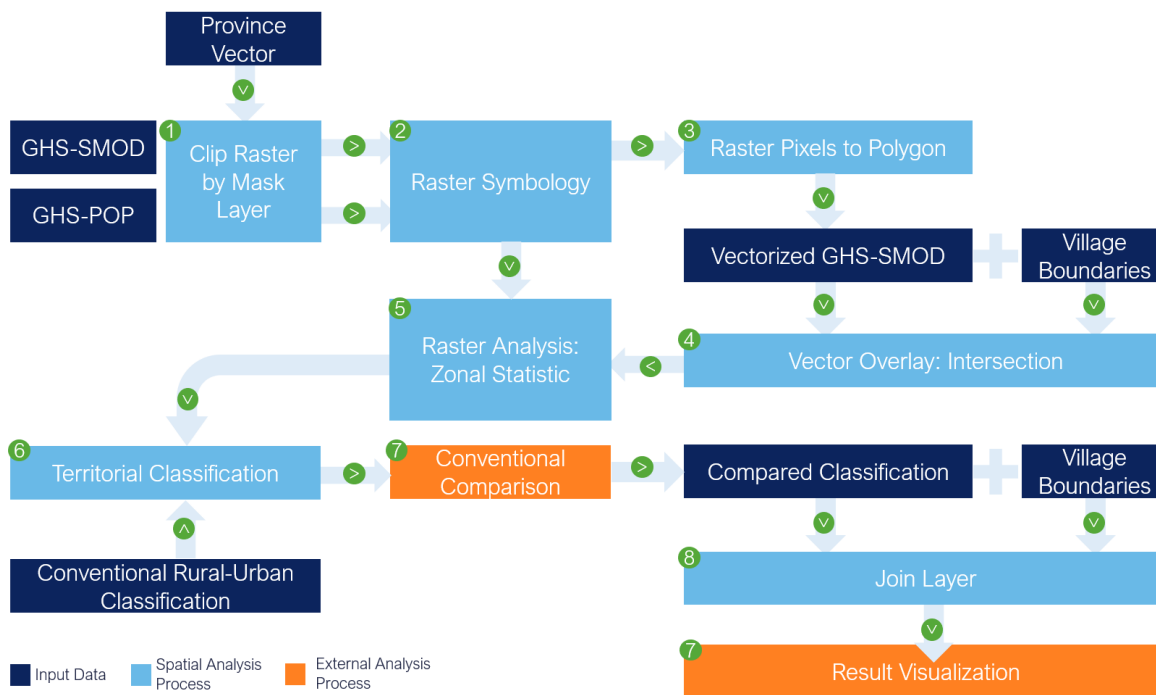 Province
Vector
GHS-SMOD
GHS-POP
1
Clip Raster
by Mask
Layer
>
>
2
Raster Symbology
>
3
Raster Pixels to Polygon
Vectorized GHS-SMOD
Village
Boundaries
4
Vector Overlay: Intersection
<
5
Raster Analysis:
Zonal Statistic
6
Territorial Classification
>
7
Conventional
Comparison
>
Compared Classification
Village
Boundaries
Conventional Rural-Urban
Classification
8
Join Layer
7
Result Visualization
Input Data
Spatial Analysis
Process
External Analysis
Process